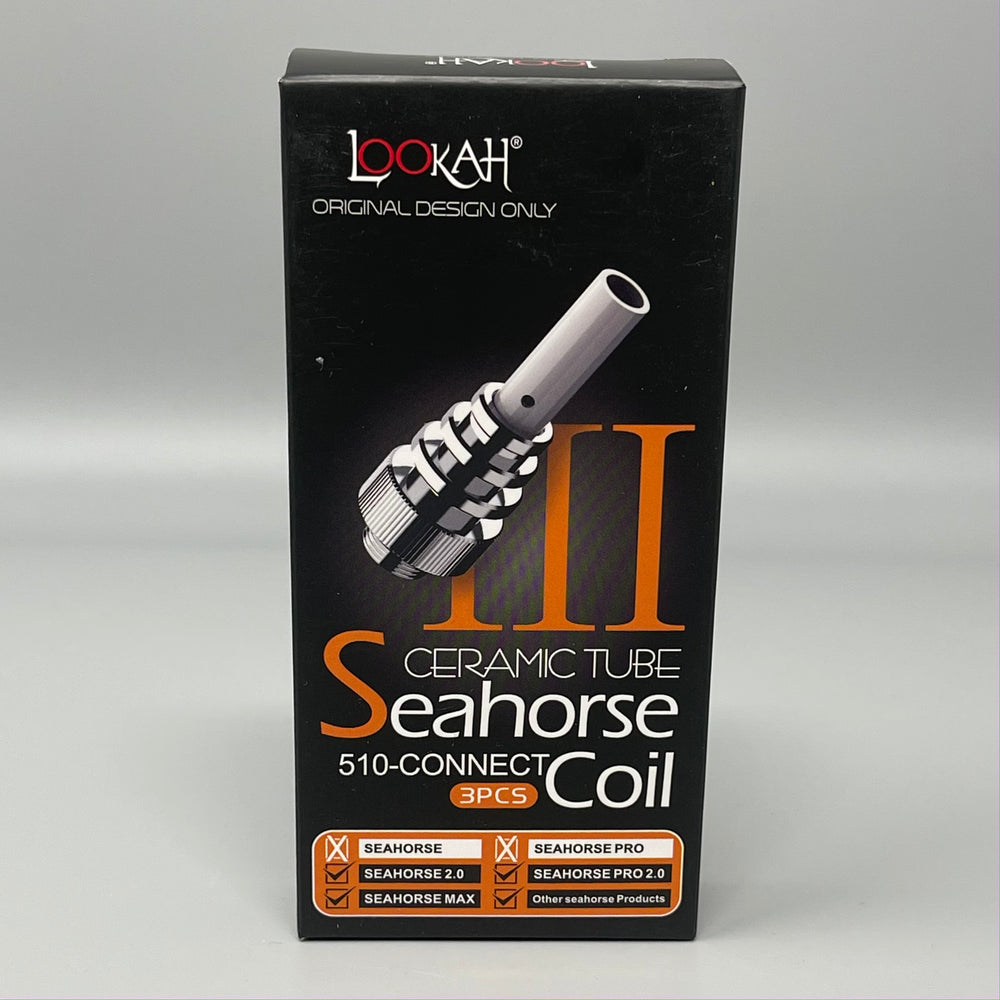 LOOKAH®
LOOKAH®
ORIGINAL DESIGN ONLY
III
CERAMIC TUBE
Seahorse
510-CONNECT
Coil
3PCS
SEAHORSE
SEAHORSE PRO
SEAHORSE 2.0
SEAHORSE PRO 2.0
SEAHORSE MAX
Other seahorse Products